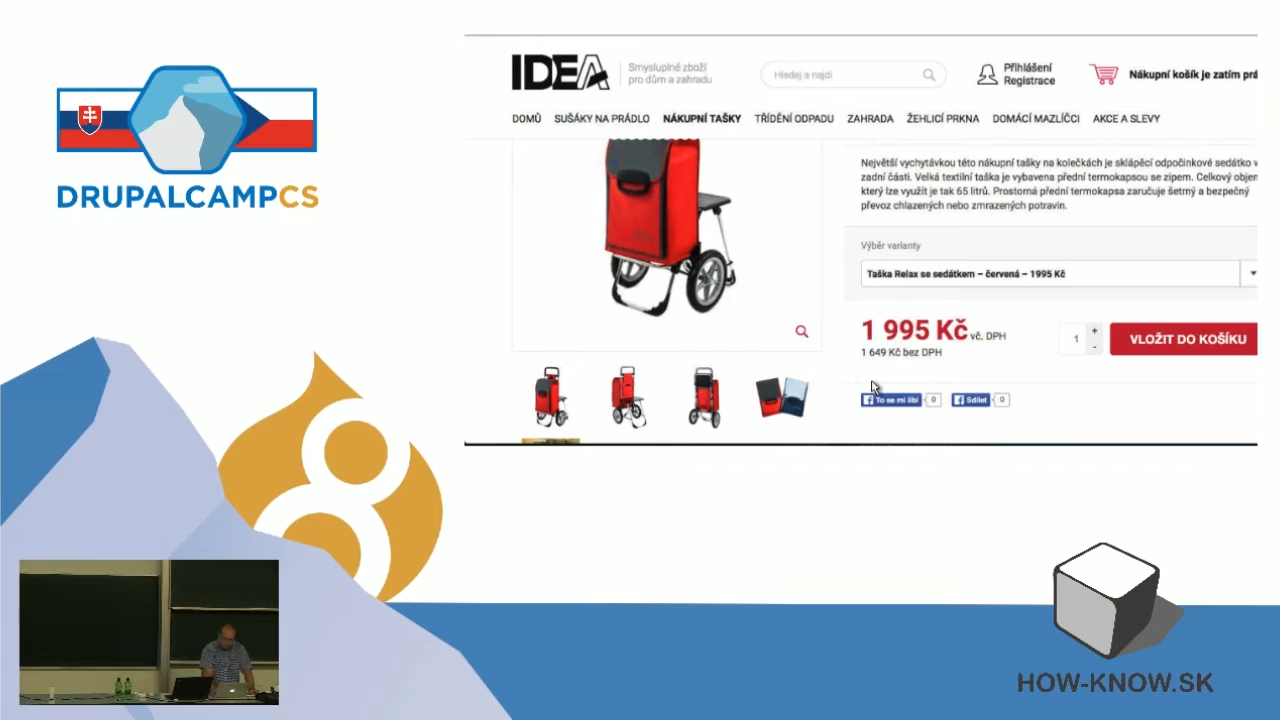 DRUPALCAMPCS
IDEA
Smysluplné zboží
pro dům a zahradu
Hledej a najdi
Přihlášení
Registrace
Nákupní košík je zatím prá
DOMŮ SUŠÁKY NA PRÁDLO NÁKUPNÍ TAŠKY TŘÍDĚNÍ ODPADU ZAHRADA ŽEHLICÍ PRKNA DOMÁCÍ MAZLÍČCI AKCE A SLEVY
Největší vychytávkou této nákupní tašky na kolečkách je sklápěcí odpočinkové sedátko v
zadní části. Velká textilní taška je vybavena přední termokapsou se zipem. Celkový objem
který lze využít je tak 65 litrů. Prostorná přední termokapsa zaručuje šetrný a bezpečný
převoz chlazených nebo zmrazených potravin.
Výběr varianty
Taška Relax se sedátkem – červená – 1995 Kč
1 995 Kč vč. DPH
1 649 Kč bez DPH
1
+
-
VLOŽIT DO KOŠÍKU
To se mi líbí 0 Sdílet 0
8
HOW-KNOW.SK